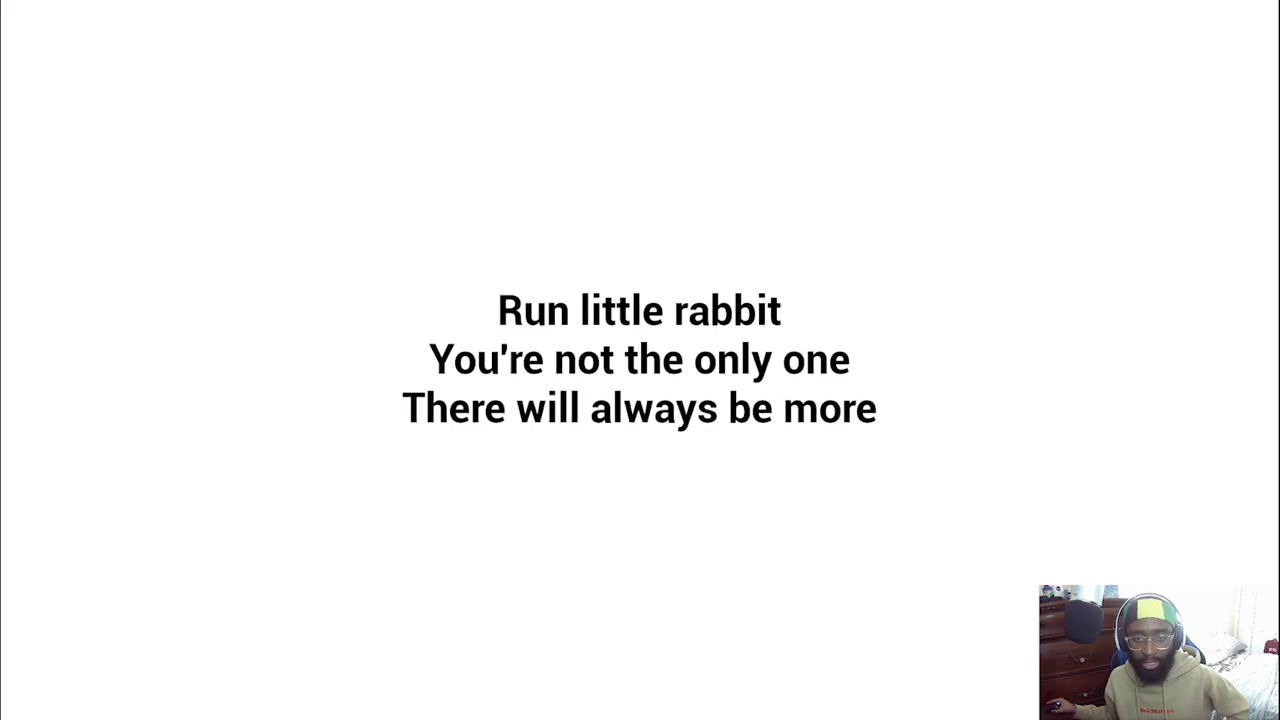 Run little rabbit
You're not the only one
There will always be more